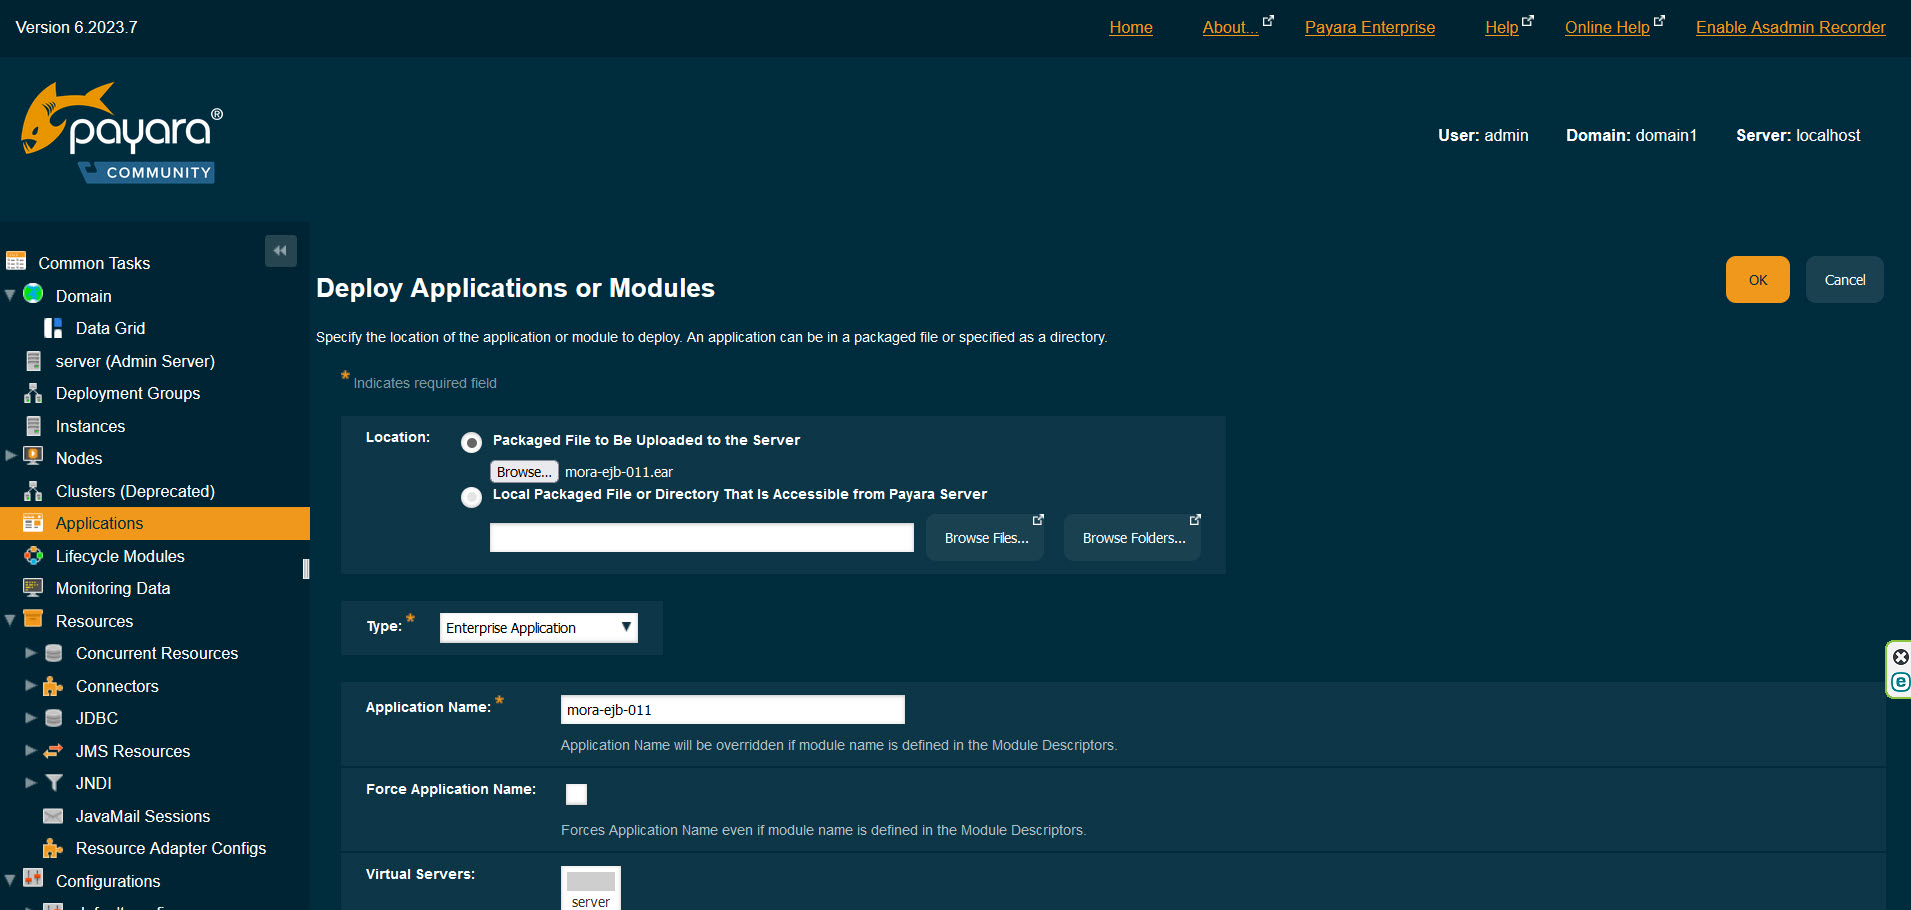 Version 6.2023.7
Home About... Payara Enterprise Help Online Help Enable Asadmin Recorder
payara®
COMMUNITY
User: admin Domain: domain1 Server: localhost
Common Tasks
Domain
Data Grid
server (Admin Server)
Deployment Groups
Instances
Nodes
Clusters (Deprecated)
Applications
Lifecycle Modules
Monitoring Data
Resources
Concurrent Resources
Connectors
JDBC
JMS Resources
JNDI
JavaMail Sessions
Resource Adapter Configs
Configurations
Deploy Applications or Modules
OK Cancel
Specify the location of the application or module to deploy. An application can be in a packaged file or specified as a directory.
* Indicates required field
Location: Packaged File to Be Uploaded to the Server
Browse... mora-ejb-011.ear
Local Packaged File or Directory That Is Accessible from Payara Server
Browse Files... Browse Folders...
Type: * Enterprise Application
Application Name: * mora-ejb-011
Application Name will be overridden if module name is defined in the Module Descriptors.
Force Application Name:
Forces Application Name even if module name is defined in the Module Descriptors.
Virtual Servers:
server